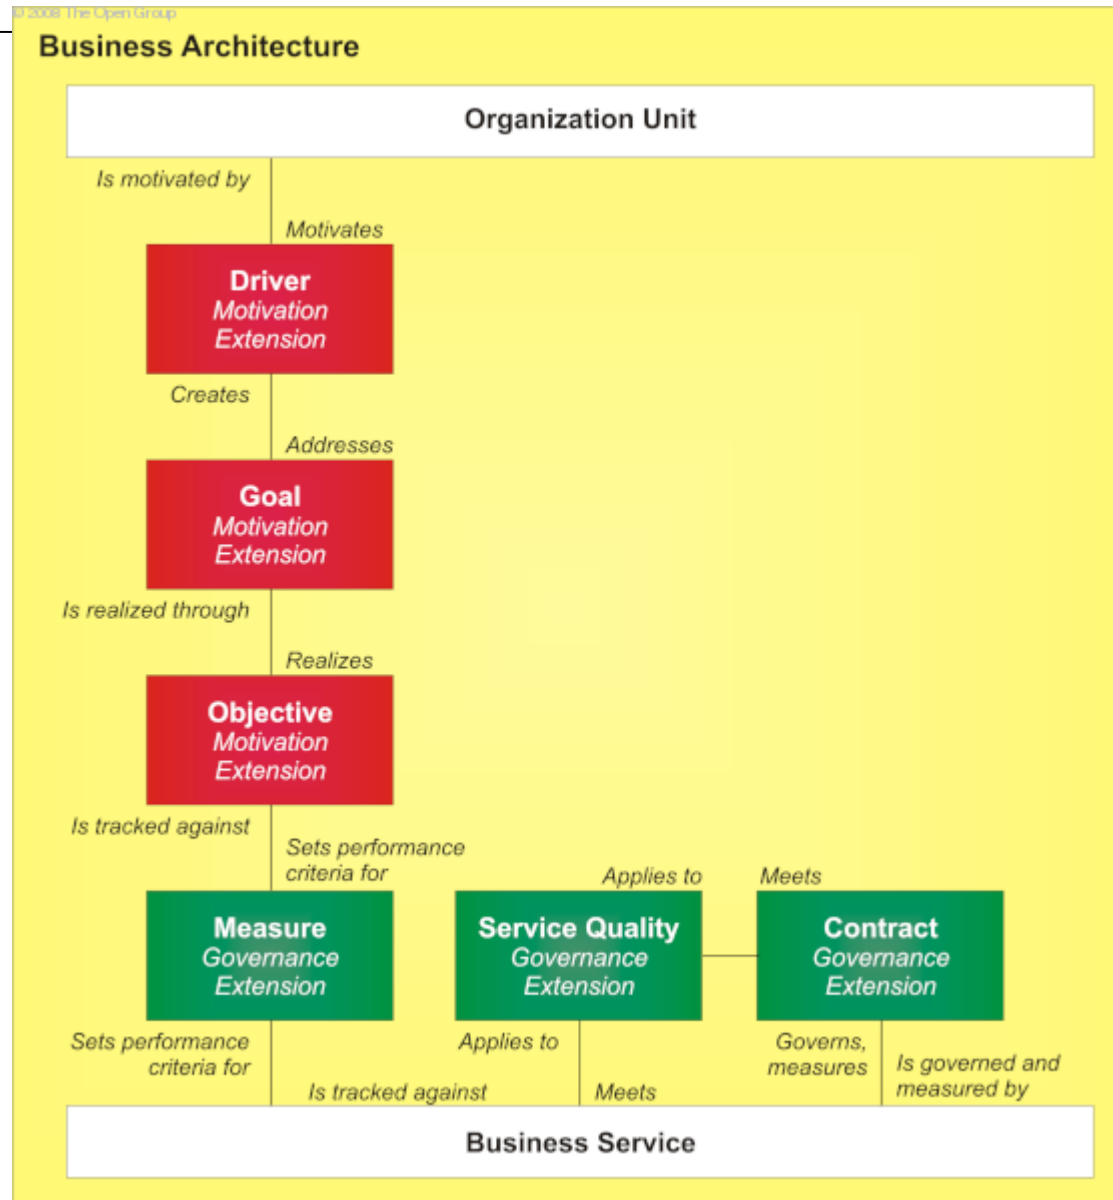 © 2008 The Open Group
Business Architecture
Organization Unit
Is motivated by
Motivates
Driver
Motivation
Extension
Creates
Addresses
Goal
Motivation
Extension
Is realized through
Realizes
Objective
Motivation
Extension
Is tracked against
Sets performance
criteria for
Applies to
Meets
Measure
Governance
Extension
Service Quality
Governance
Extension
Contract
Governance
Extension
Sets performance
criteria for
Is tracked against
Applies to
Meets
Governs,
measures
Is governed and
measured by
Business Service